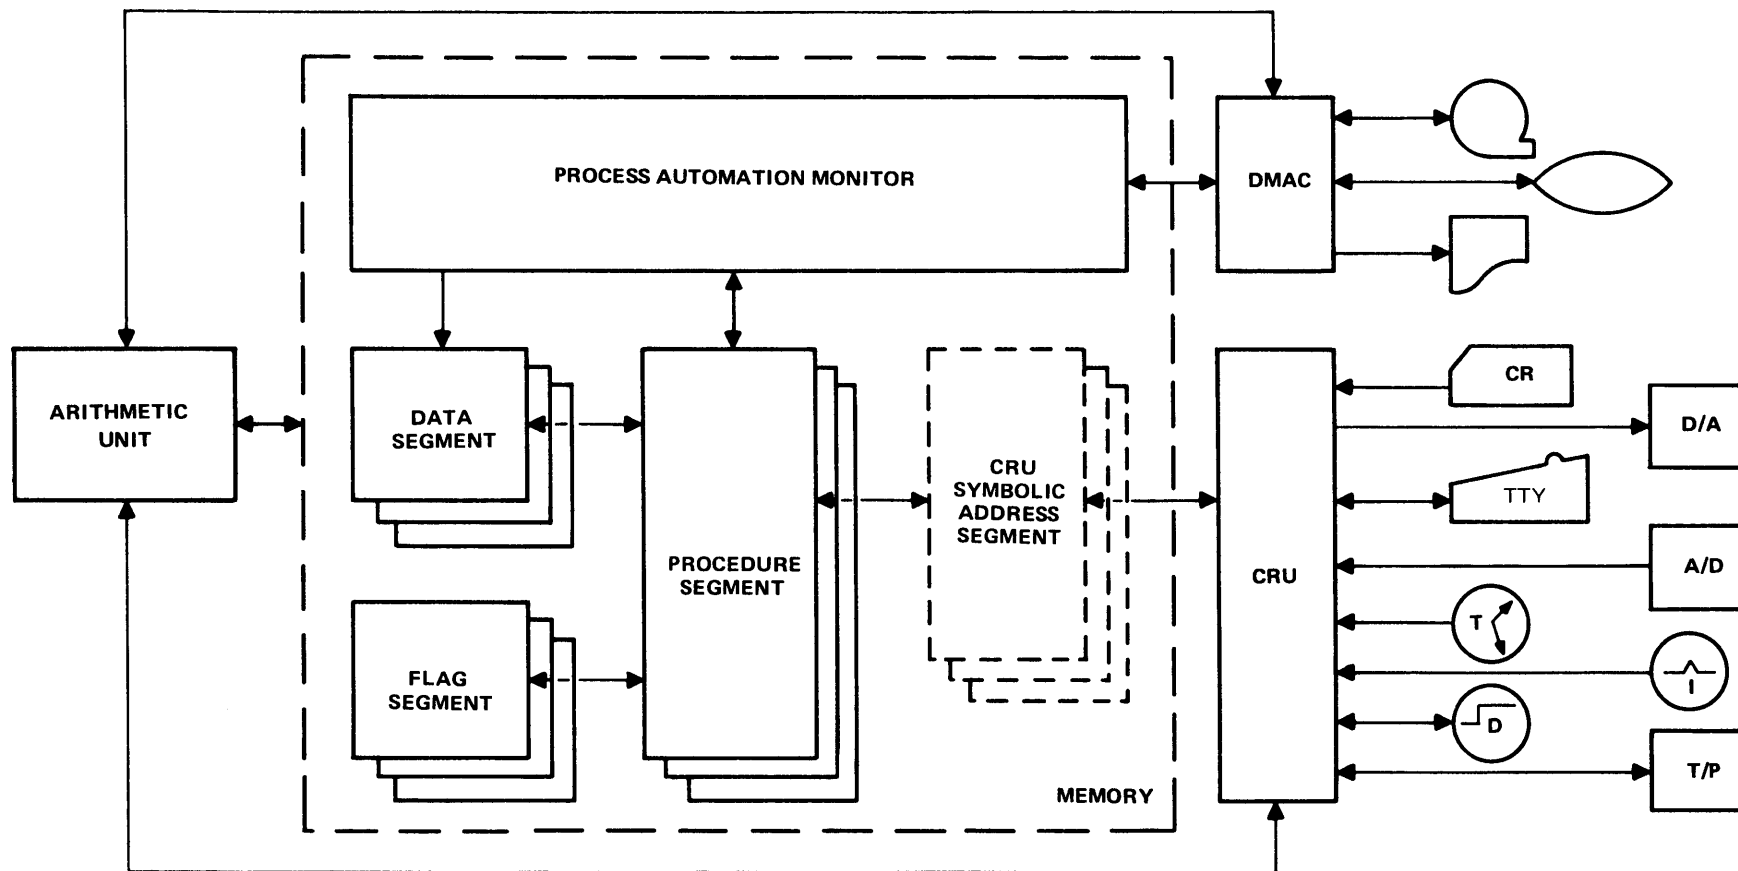 PROCESS AUTOMATION MONITOR
DMAC
ARITHMETIC
UNIT
DATA
SEGMENT
FLAG
SEGMENT
PROCEDURE
SEGMENT
CRU
SYMBOLIC
ADDRESS
SEGMENT
MEMORY
CRU
CR
D/A
TTY
A/D
T
I
D
T/P